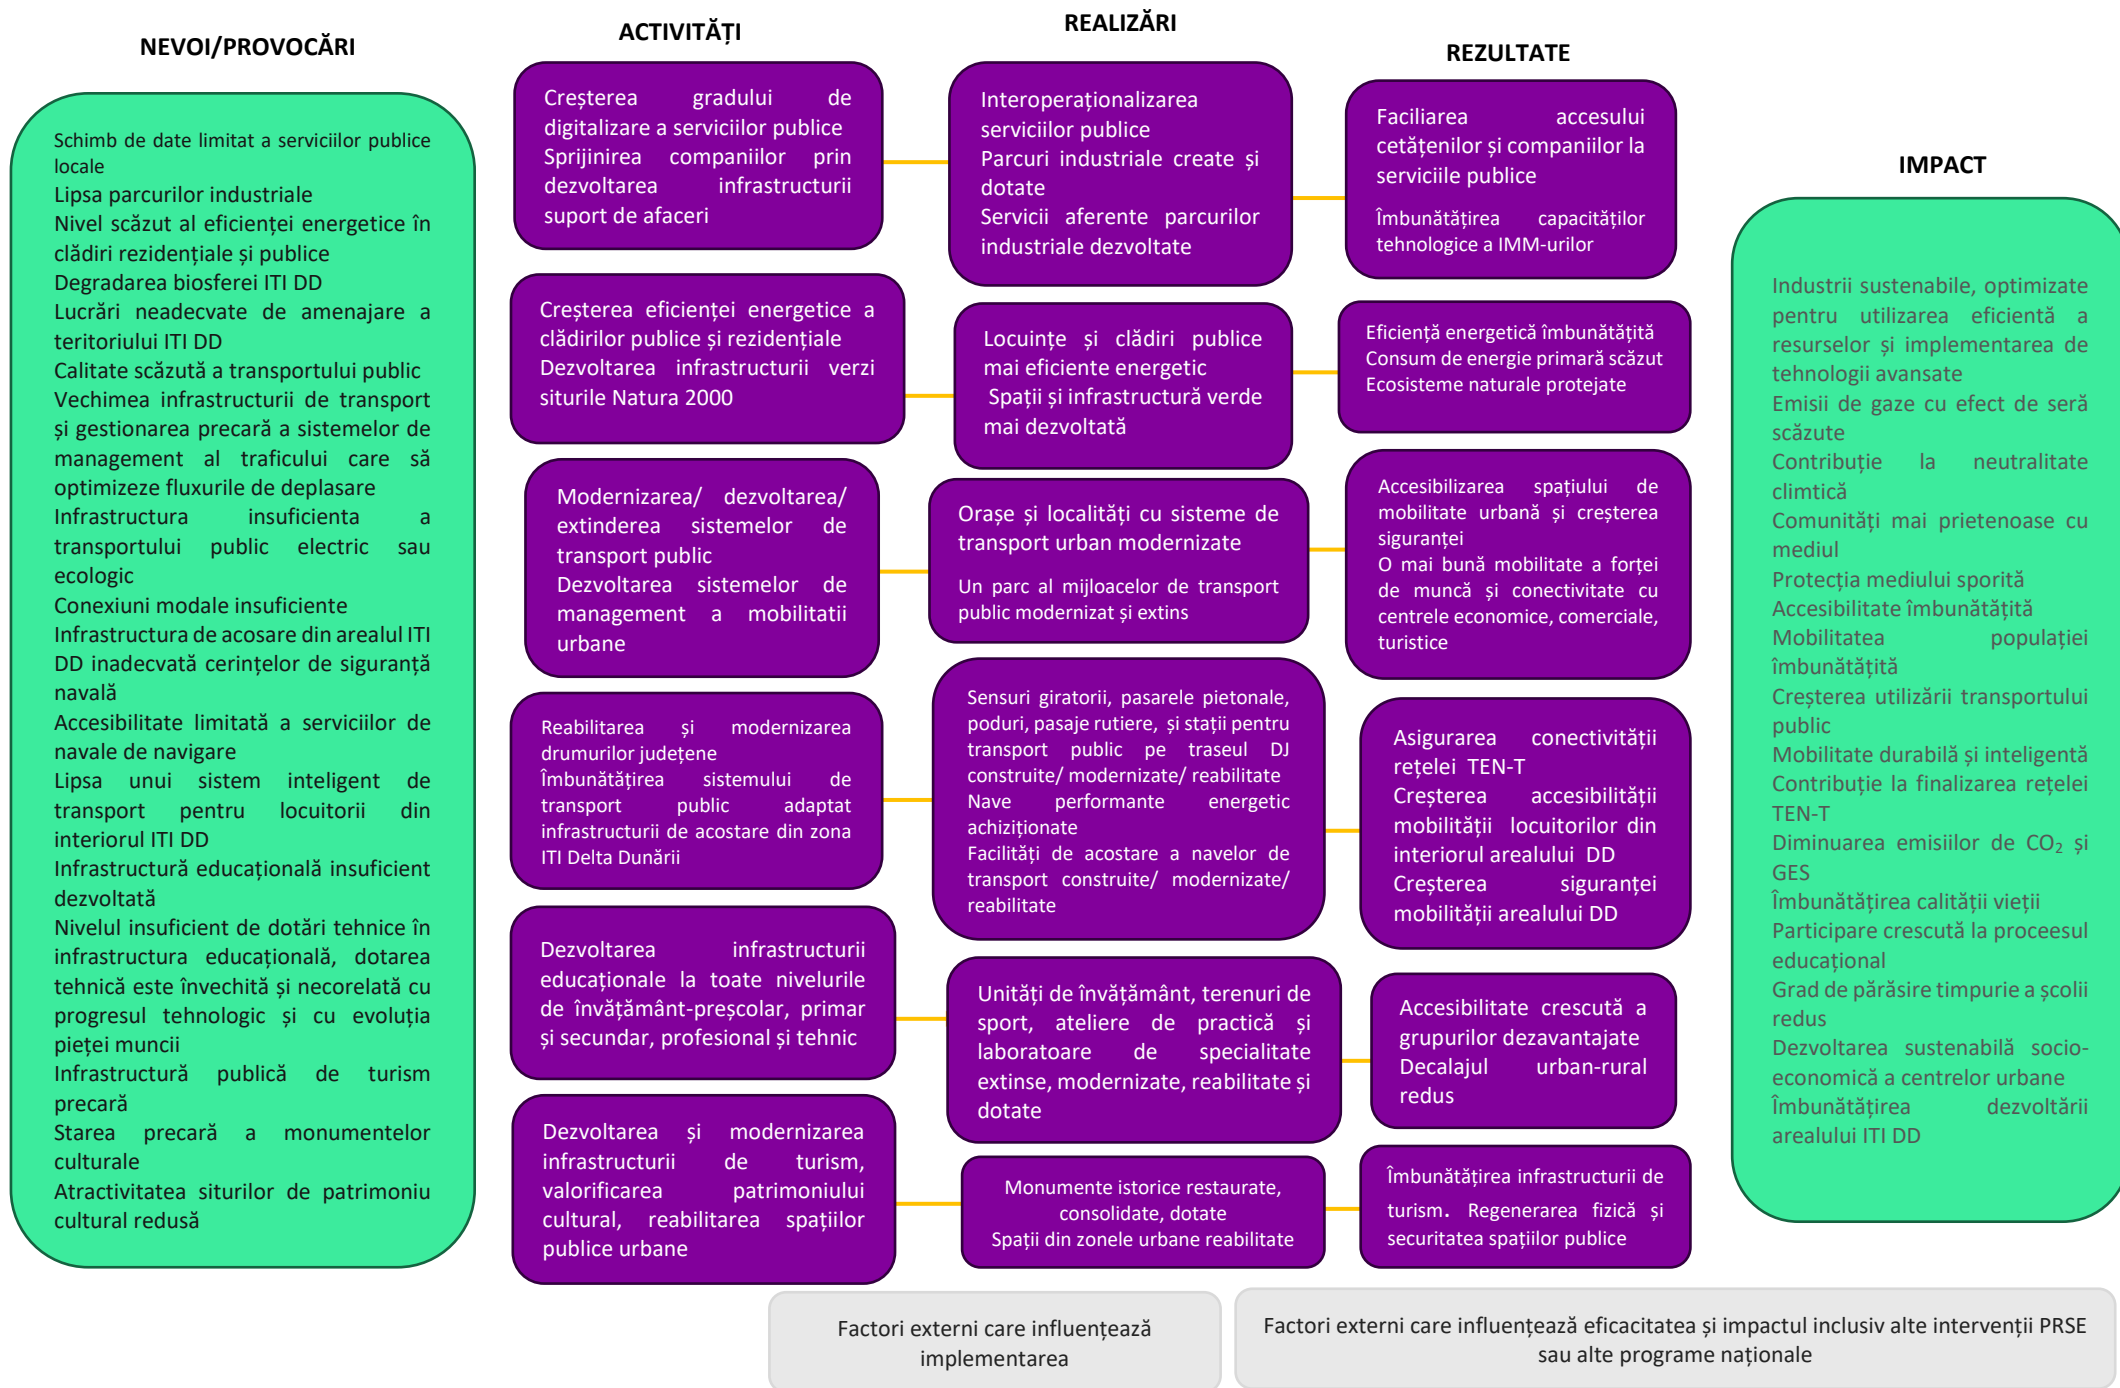 NEVOI/PROVOCĂRI
Schimb de date limitat a serviciilor publice
locale
Lipsa parcurilor industriale
Nivel scăzut al eficienței energetice în
clădiri rezidențiale și publice
Degradarea biosferei ITI DD
Lucrări neadecvate de amenajare a
teritoriului ITI DD
Calitate scăzută a transportului public
Vechimea infrastructurii de transport
și gestionarea precară a sistemelor de
management al traficului care să
optimizeze fluxurile de deplasare
Infrastructura insuficienta a
transportului public electric sau
ecologic
Conexiuni modale insuficiente
Infrastructura de acosare din arealul ITI
DD inadecvată cerințelor de siguranță
navală
Accesibilitate limitată a serviciilor de
navale de navigare
Lipsa unui sistem inteligent de
transport pentru locuitorii din
interiorul ITI DD
Infrastructură educațională insuficient
dezvoltată
Nivelul insuficient de dotări tehnice în
infrastructura educațională, dotarea
tehnică este învechită și necorelată cu
progresul tehnologic și cu evoluția
pieței muncii
Infrastructură publică de turism
precară
Starea precară a monumentelor
culturale
Atractivitatea siturilor de patrimoniu
cultural redusă
ACTIVITĂȚI
Creșterea gradului de
digitalizare a serviciilor publice
Sprijinirea companiilor prin
dezvoltarea infrastructurii
suport de afaceri
Creșterea eficienței energetice a
clădirilor publice și rezidențiale
Dezvoltarea infrastructurii verzi
siturile Natura 2000
Modernizarea/ dezvoltarea/
extinderea sistemelor de
transport public
Dezvoltarea sistemelor de
management a mobilitatii
urbane
Reabilitarea și modernizarea
drumurilor județene
Îmbunătățirea sistemului de
transport public adaptat
infrastructurii de acostare din zona
ITI Delta Dunării
Dezvoltarea infrastructurii
educaționale la toate nivelurile
de învățământ-preșcolar, primar
și secundar, profesional și tehnic
Dezvoltarea și modernizarea
infrastructurii de turism,
valorificarea patrimoniului
cultural, reabilitarea spațiilor
publice urbane
REALIZĂRI
Interoperaționalizarea
serviciilor publice
Parcuri industriale create și
dotate
Servicii aferente parcurilor
industriale dezvoltate
Locuințe și clădiri publice
mai eficiente energetic
Spații și infrastructură verde
mai dezvoltată
Orașe și localități cu sisteme de
transport urban modernizate
Un parc al mijloacelor de transport
public modernizat și extins
Sensuri giratorii, pasarele pietonale,
poduri, pasaje rutiere, și stații pentru
transport public pe traseul DJ
construite/ modernizate/ reabilitate
Nave performante energetic
achiziționate
Facilități de acostare a navelor de
transport construite/ modernizate/
reabilitate
Unități de învățământ, terenuri de
sport, ateliere de practică și
laboratoare de specialitate
extinse, modernizate, reabilitate și
dotate
Monumente istorice restaurate,
consolidate, dotate
Spații din zonele urbane reabilitate
REZULTATE
Faciliarea accesului
cetățenilor și companiilor la
serviciile publice
Îmbunătățirea capacităților
tehnologice a IMM-urilor
Eficiență energetică îmbunătățită
Consum de energie primară scăzut
Ecosisteme naturale protejate
Accesibilizarea spațiului de
mobilitate urbană și creșterea
siguranței
O mai bună mobilitate a forței
de muncă și conectivitate cu
centrele economice, comerciale,
turistice
Asigurarea conectivității
rețelei TEN-T
Creșterea accesibilității
mobilității locuitorilor din
interiorul arealului DD
Creșterea siguranței
mobilității arealului DD
Accesibilitate crescută a
grupurilor dezavantajate
Decalajul urban-rural
redus
Îmbunătățirea infrastructurii de
turism. Regenerarea fizică și
securitatea spațiilor publice
IMPACT
Industrii sustenabile, optimizate
pentru utilizarea eficientă a
resurselor și implementarea de
tehnologii avansate
Emisii de gaze cu efect de seră
scăzute
Contribuție la neutralitate
climtică
Comunități mai prietenoase cu
mediul
Protecția mediului sporită
Accesibilitate îmbunătățită
Mobilitatea populației
îmbunătățită
Creșterea utilizării transportului
public
Mobilitate durabilă și inteligentă
Contribuție la finalizarea rețelei
TEN-T
Diminuarea emisiilor de CO₂ și
GES
Îmbunătățirea calității vieții
Participare crescută la proceesul
educațional
Grad de părăsire timpurie a școlii
redus
Dezvoltarea sustenabilă socio-
economică a centrelor urbane
Îmbunătățirea dezvoltării
arealului ITI DD
Factori externi care influențează
implementarea
Factori externi care influențează eficacitatea și impactul inclusiv alte intervenții PRSE
sau alte programe naționale